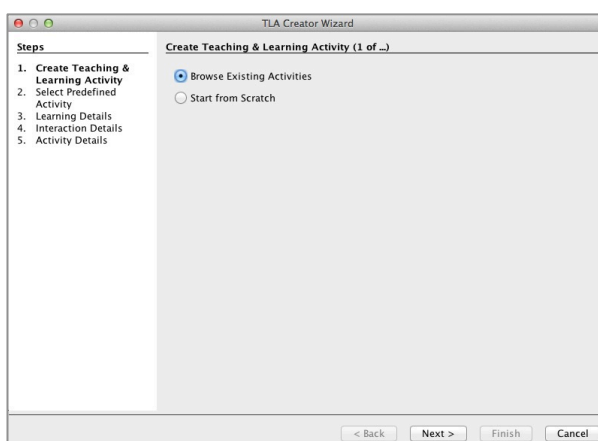 TLA Creator Wizard
Steps
1. Create Teaching &
Learning Activity
2. Select Predefined
Activity
3. Learning Details
4. Interaction Details
5. Activity Details
Create Teaching & Learning Activity (1 of ...)
Browse Existing Activities
Start from Scratch
< Back Next > Finish Cancel